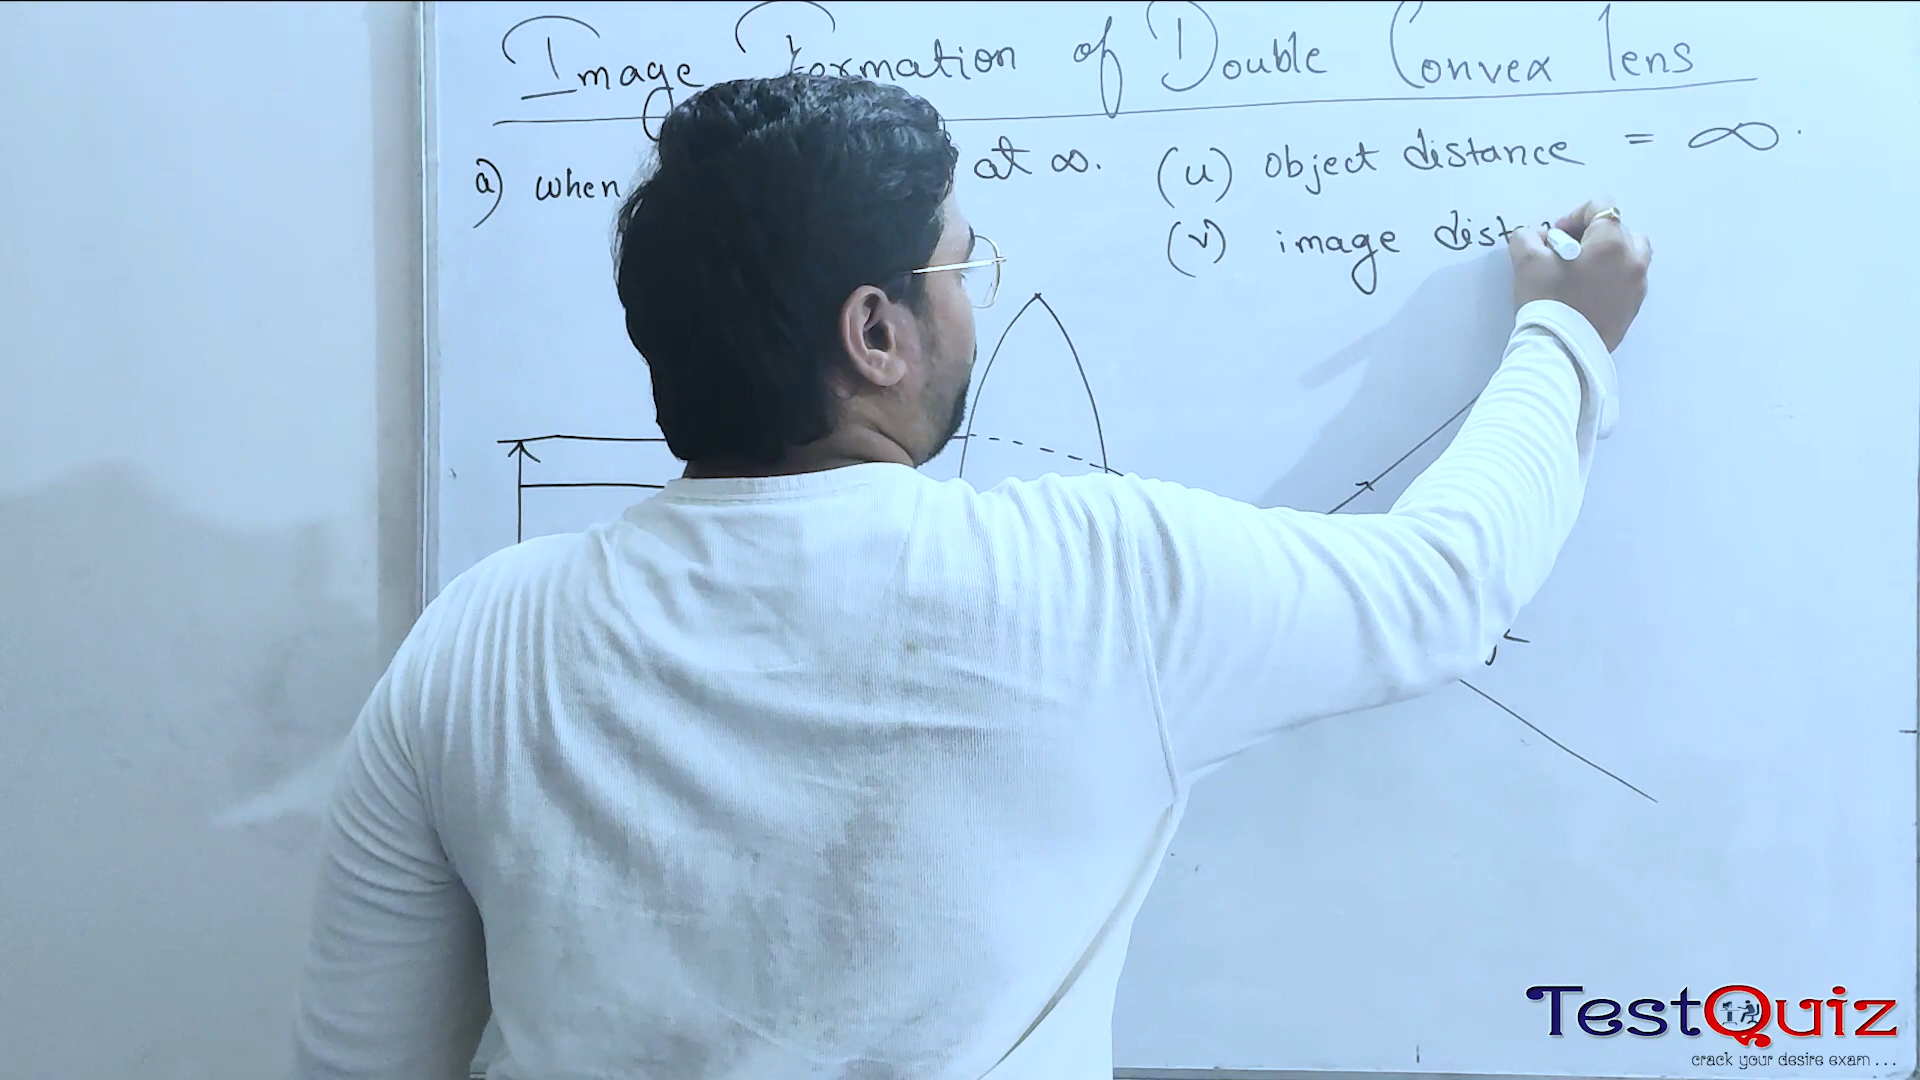 Image Formation of Double Convex lens
a) when at ∞. (u) object distance = ∞.
(v) image dist
TestQuiz
crack your desire exam ...